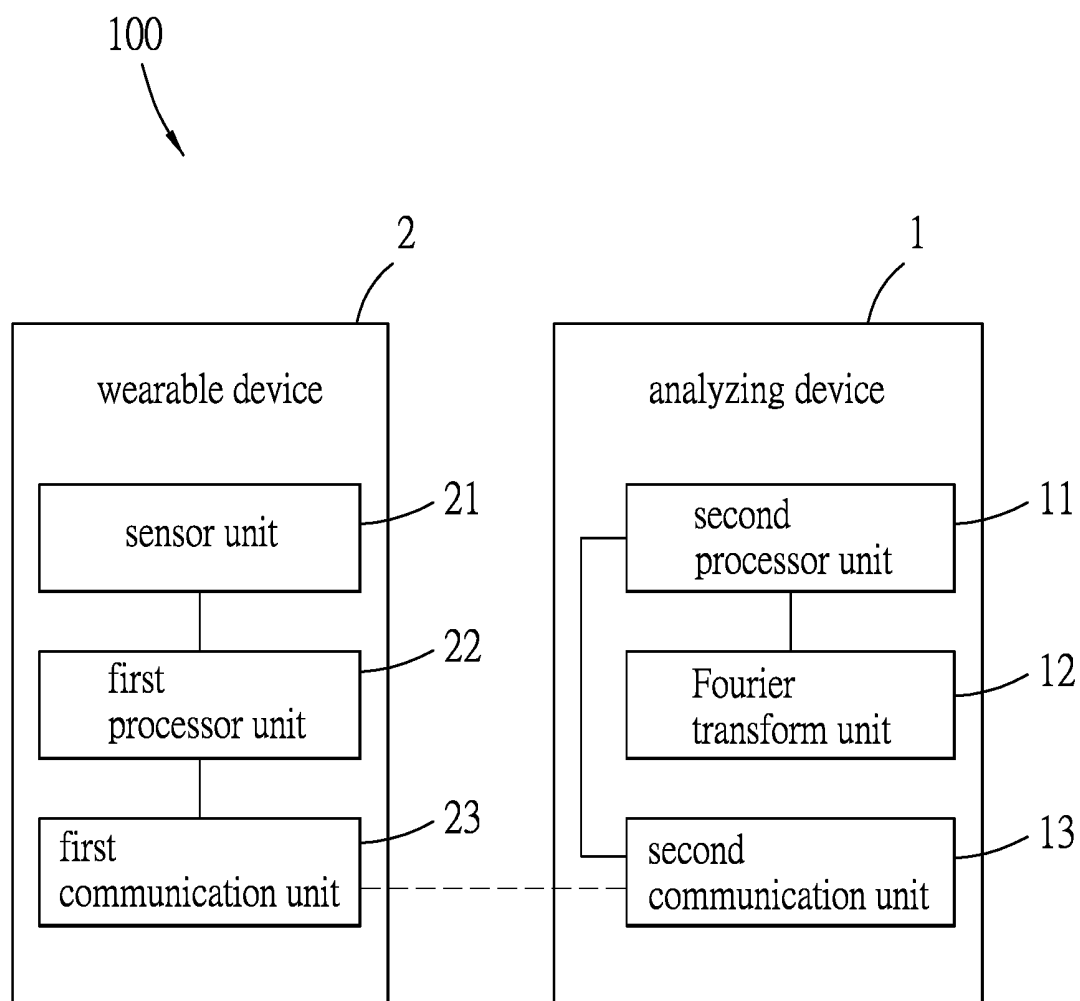 100
2
1
wearable device
analyzing device
sensor unit
21
second
processor unit
11
first
processor unit
22
Fourier
transform unit
12
first
communication unit
23
second
communication unit
13